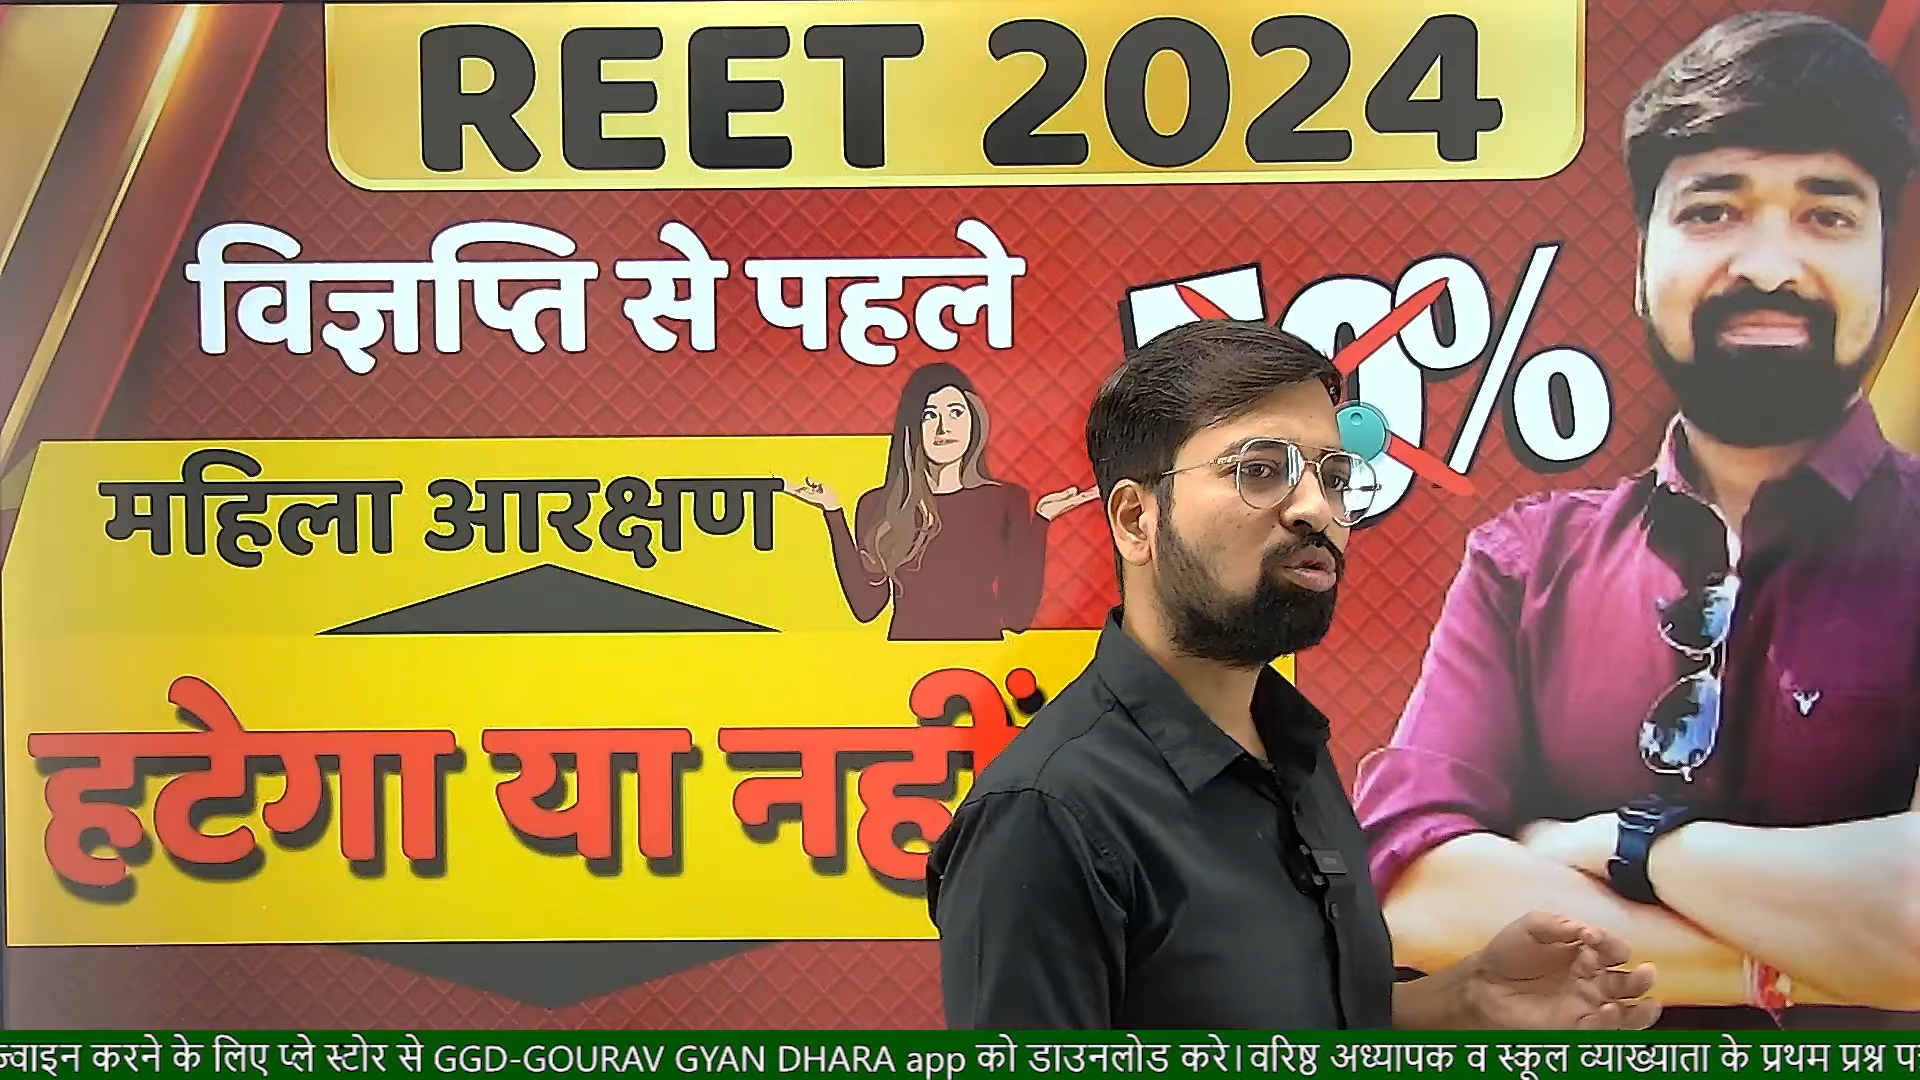 REET 2024
विज्ञप्ति से पहले
50%
महिला आरक्षण
हटेगा या नहीं
ज्वाइन करने के लिए प्ले स्टोर से GGD-GOURAV GYAN DHARA app को डाउनलोड करे। वरिष्ठ अध्यापक व स्कूल व्याख्याता के प्रथम प्रश्न